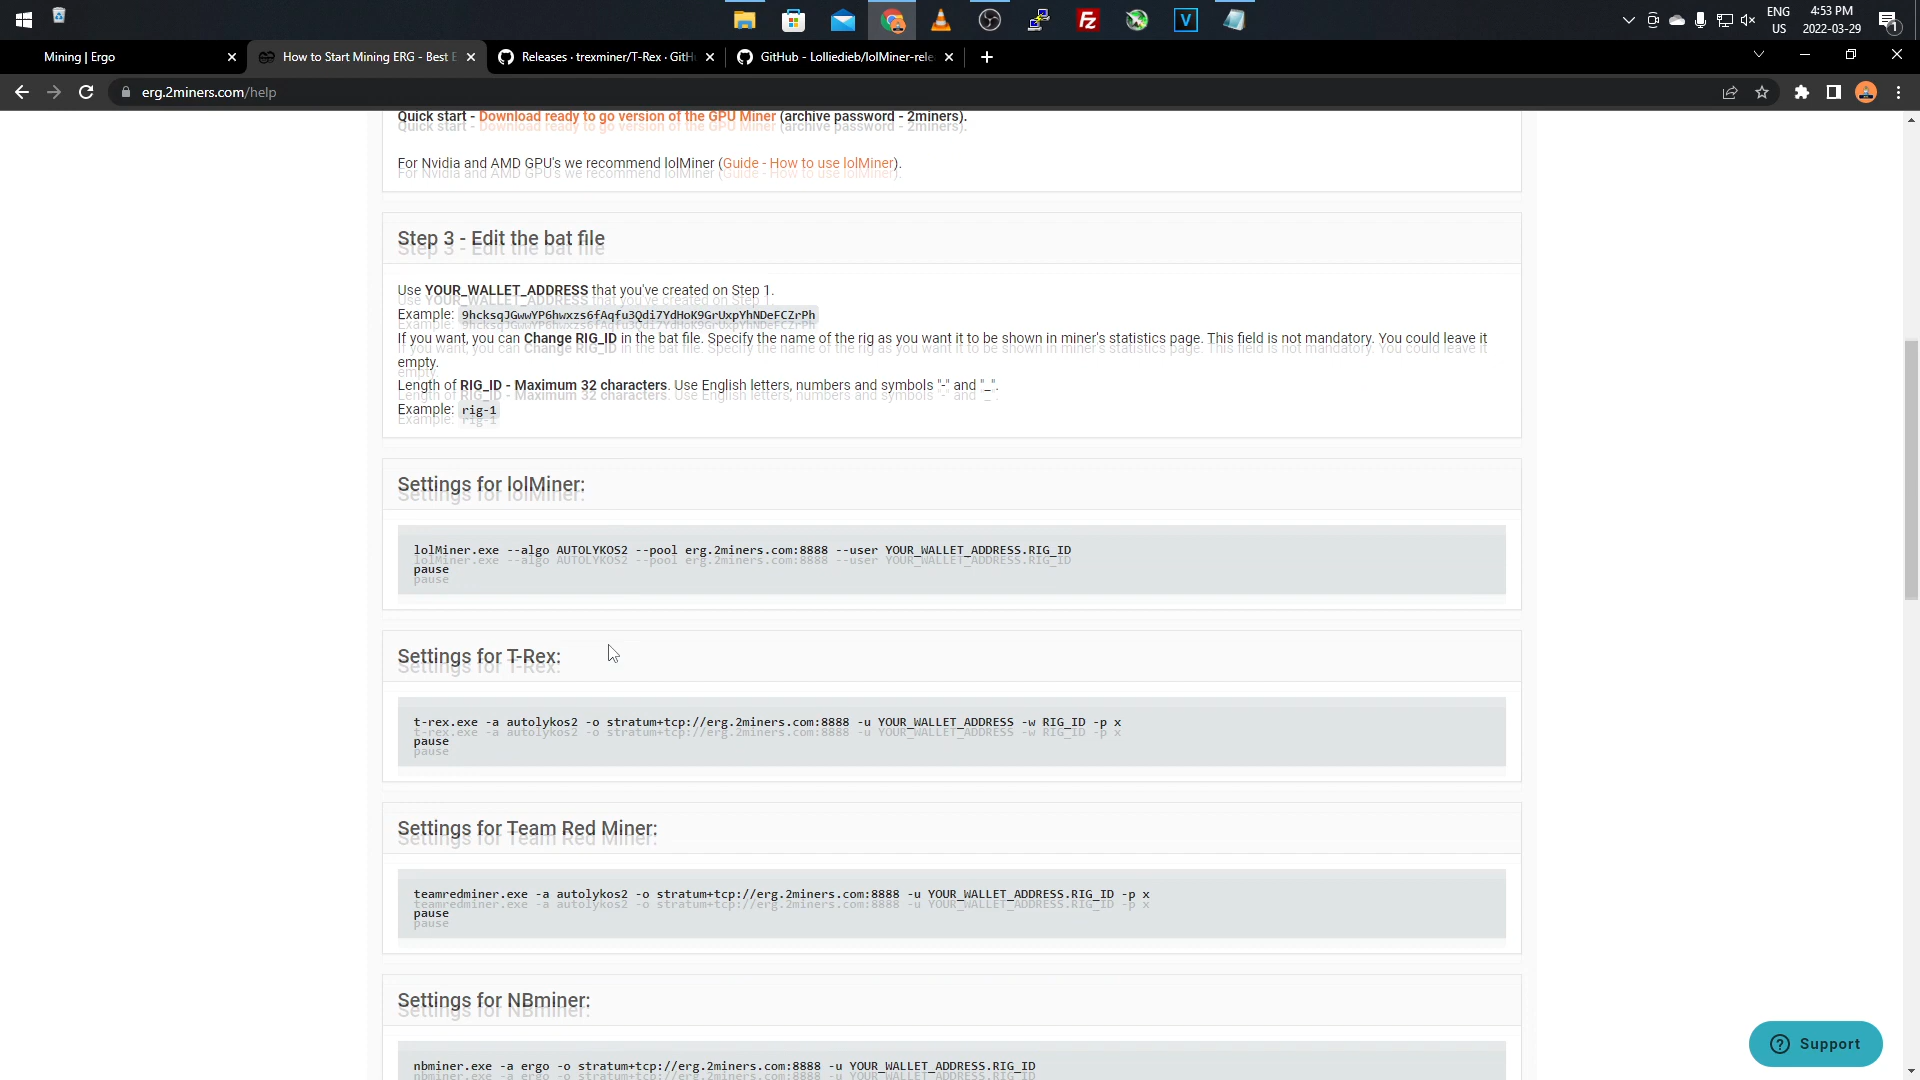 ENG
US
4:53 PM
2022-03-29
1
Mining | Ergo
How to Start Mining ERG - Best E
Releases · trexminer/T-Rex · GitH
GitHub - Lolliedieb/lolMiner-rele
erg.2miners.com/help
Quick start - Download ready to go version of the GPU Miner (archive password - 2miners).
For Nvidia and AMD GPU's we recommend lolMiner (Guide - How to use lolMiner).
Step 3 - Edit the bat file
Use YOUR_WALLET_ADDRESS that you've created on Step 1.
Example: 9hcksqJGwwYP6hwxzs6fAqfu3Qdi7YdHoK9GrUxpYhNDeFCZrPh
If you want, you can Change RIG_ID in the bat file. Specify the name of the rig as you want it to be shown in miner's statistics page. This field is not mandatory. You could leave it
empty.
Length of RIG_ID - Maximum 32 characters. Use English letters, numbers and symbols "-" and "_".
Example: rig-1
Settings for lolMiner:
lolMiner.exe --algo AUTOLYKOS2 --pool erg.2miners.com:8888 --user YOUR_WALLET_ADDRESS.RIG_ID
pause
Settings for T-Rex:
t-rex.exe -a autolykos2 -o stratum+tcp://erg.2miners.com:8888 -u YOUR_WALLET_ADDRESS -w RIG_ID -p x
pause
Settings for Team Red Miner:
teamredminer.exe -a autolykos2 -o stratum+tcp://erg.2miners.com:8888 -u YOUR_WALLET_ADDRESS.RIG_ID -p x
pause
Settings for NBminer:
nbminer.exe -a ergo -o stratum+tcp://erg.2miners.com:8888 -u YOUR_WALLET_ADDRESS.RIG_ID
Support